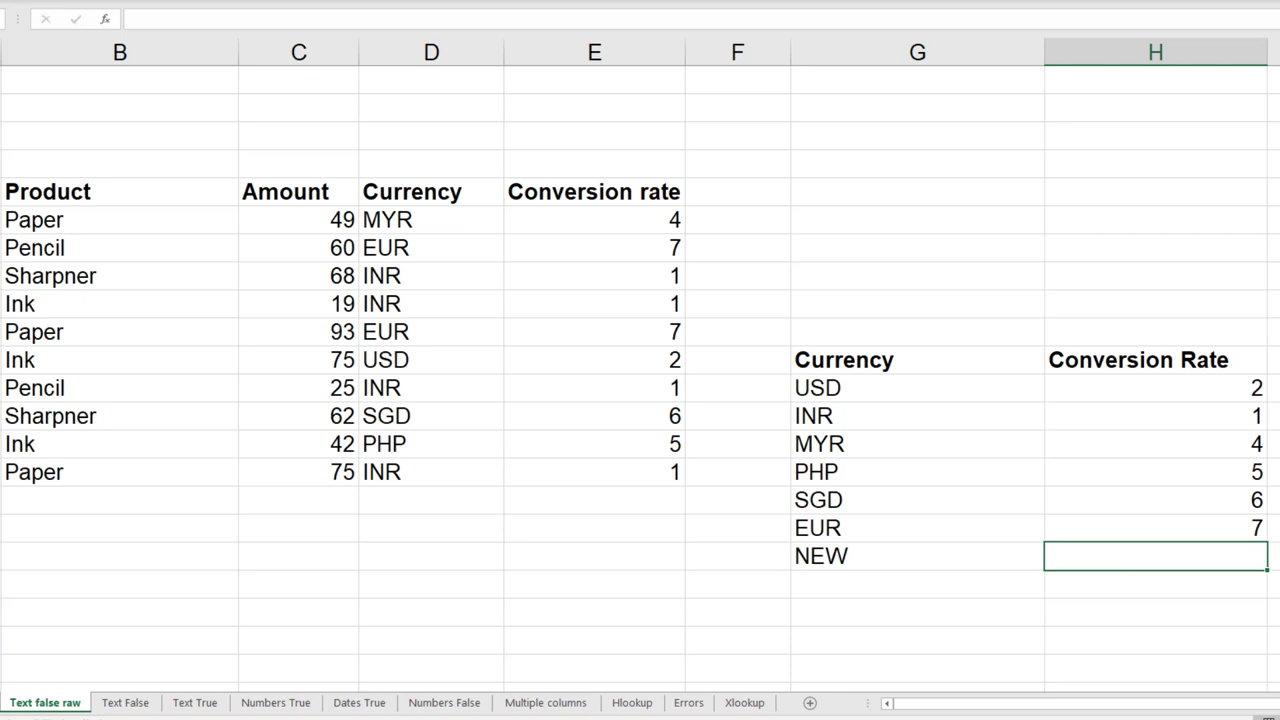 fx
B C D E F G H
Product Amount Currency Conversion rate
Paper 49 MYR 4
Pencil 60 EUR 7
Sharpner 68 INR 1
Ink 19 INR 1
Paper 93 EUR 7
Ink 75 USD 2 Currency Conversion Rate
Pencil 25 INR 1 USD 2
Sharpner 62 SGD 6 INR 1
Ink 42 PHP 5 MYR 4
Paper 75 INR 1 PHP 5
SGD 6
EUR 7
NEW
Text false raw Text False Text True Numbers True Dates True Numbers False Multiple columns Hlookup Errors Xlookup